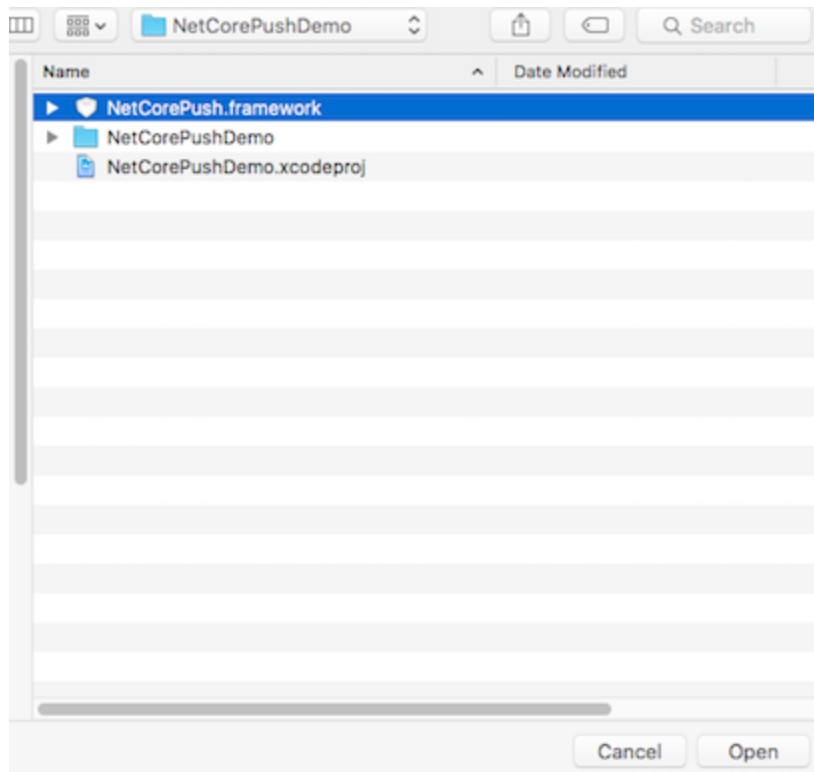 NetCorePushDemo Search
Name Date Modified
NetCorePush.framework
NetCorePushDemo
NetCorePushDemo.xcodeproj
Cancel Open